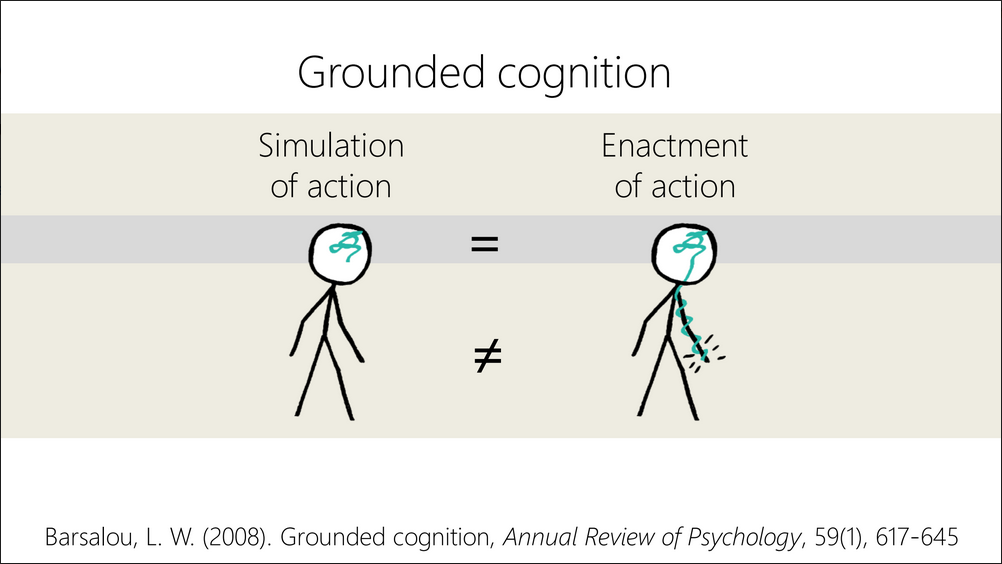 Grounded cognition
Simulation
of action
Enactment
of action
=
≠
Barsalou, L. W. (2008). Grounded cognition, Annual Review of Psychology, 59(1), 617-645